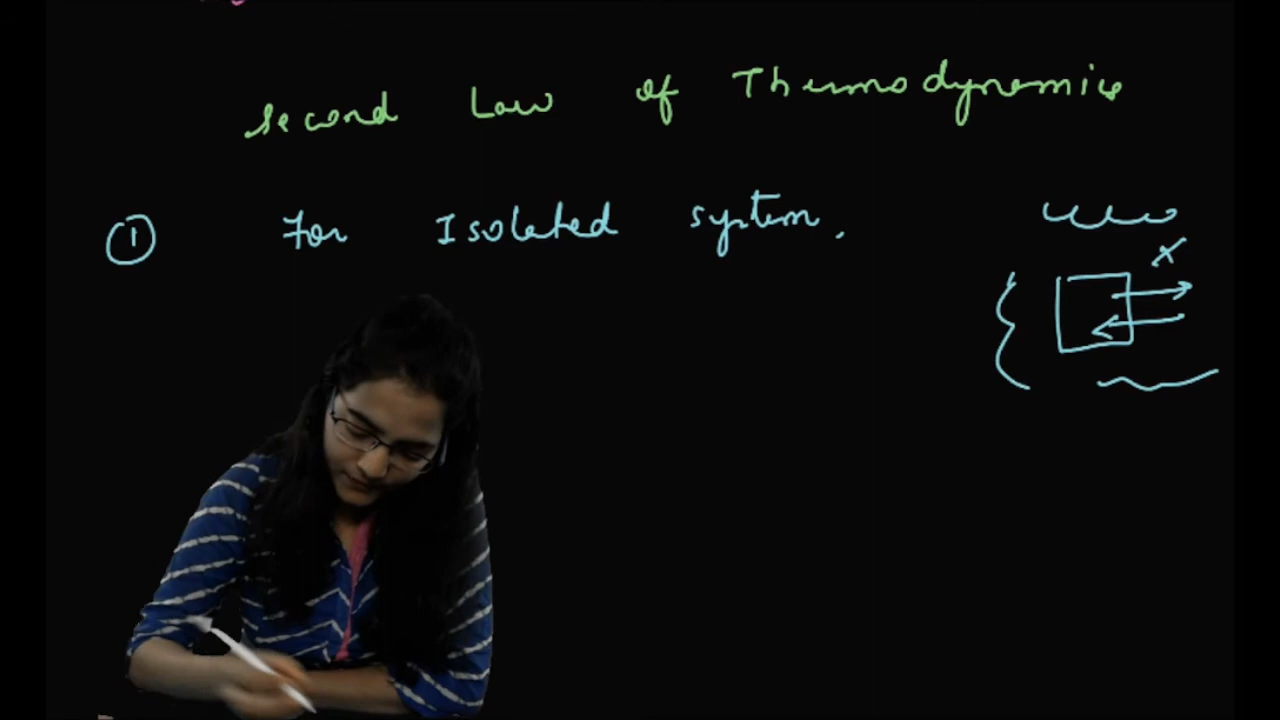 Second Law of Thermodynamics
① For Isolated system.